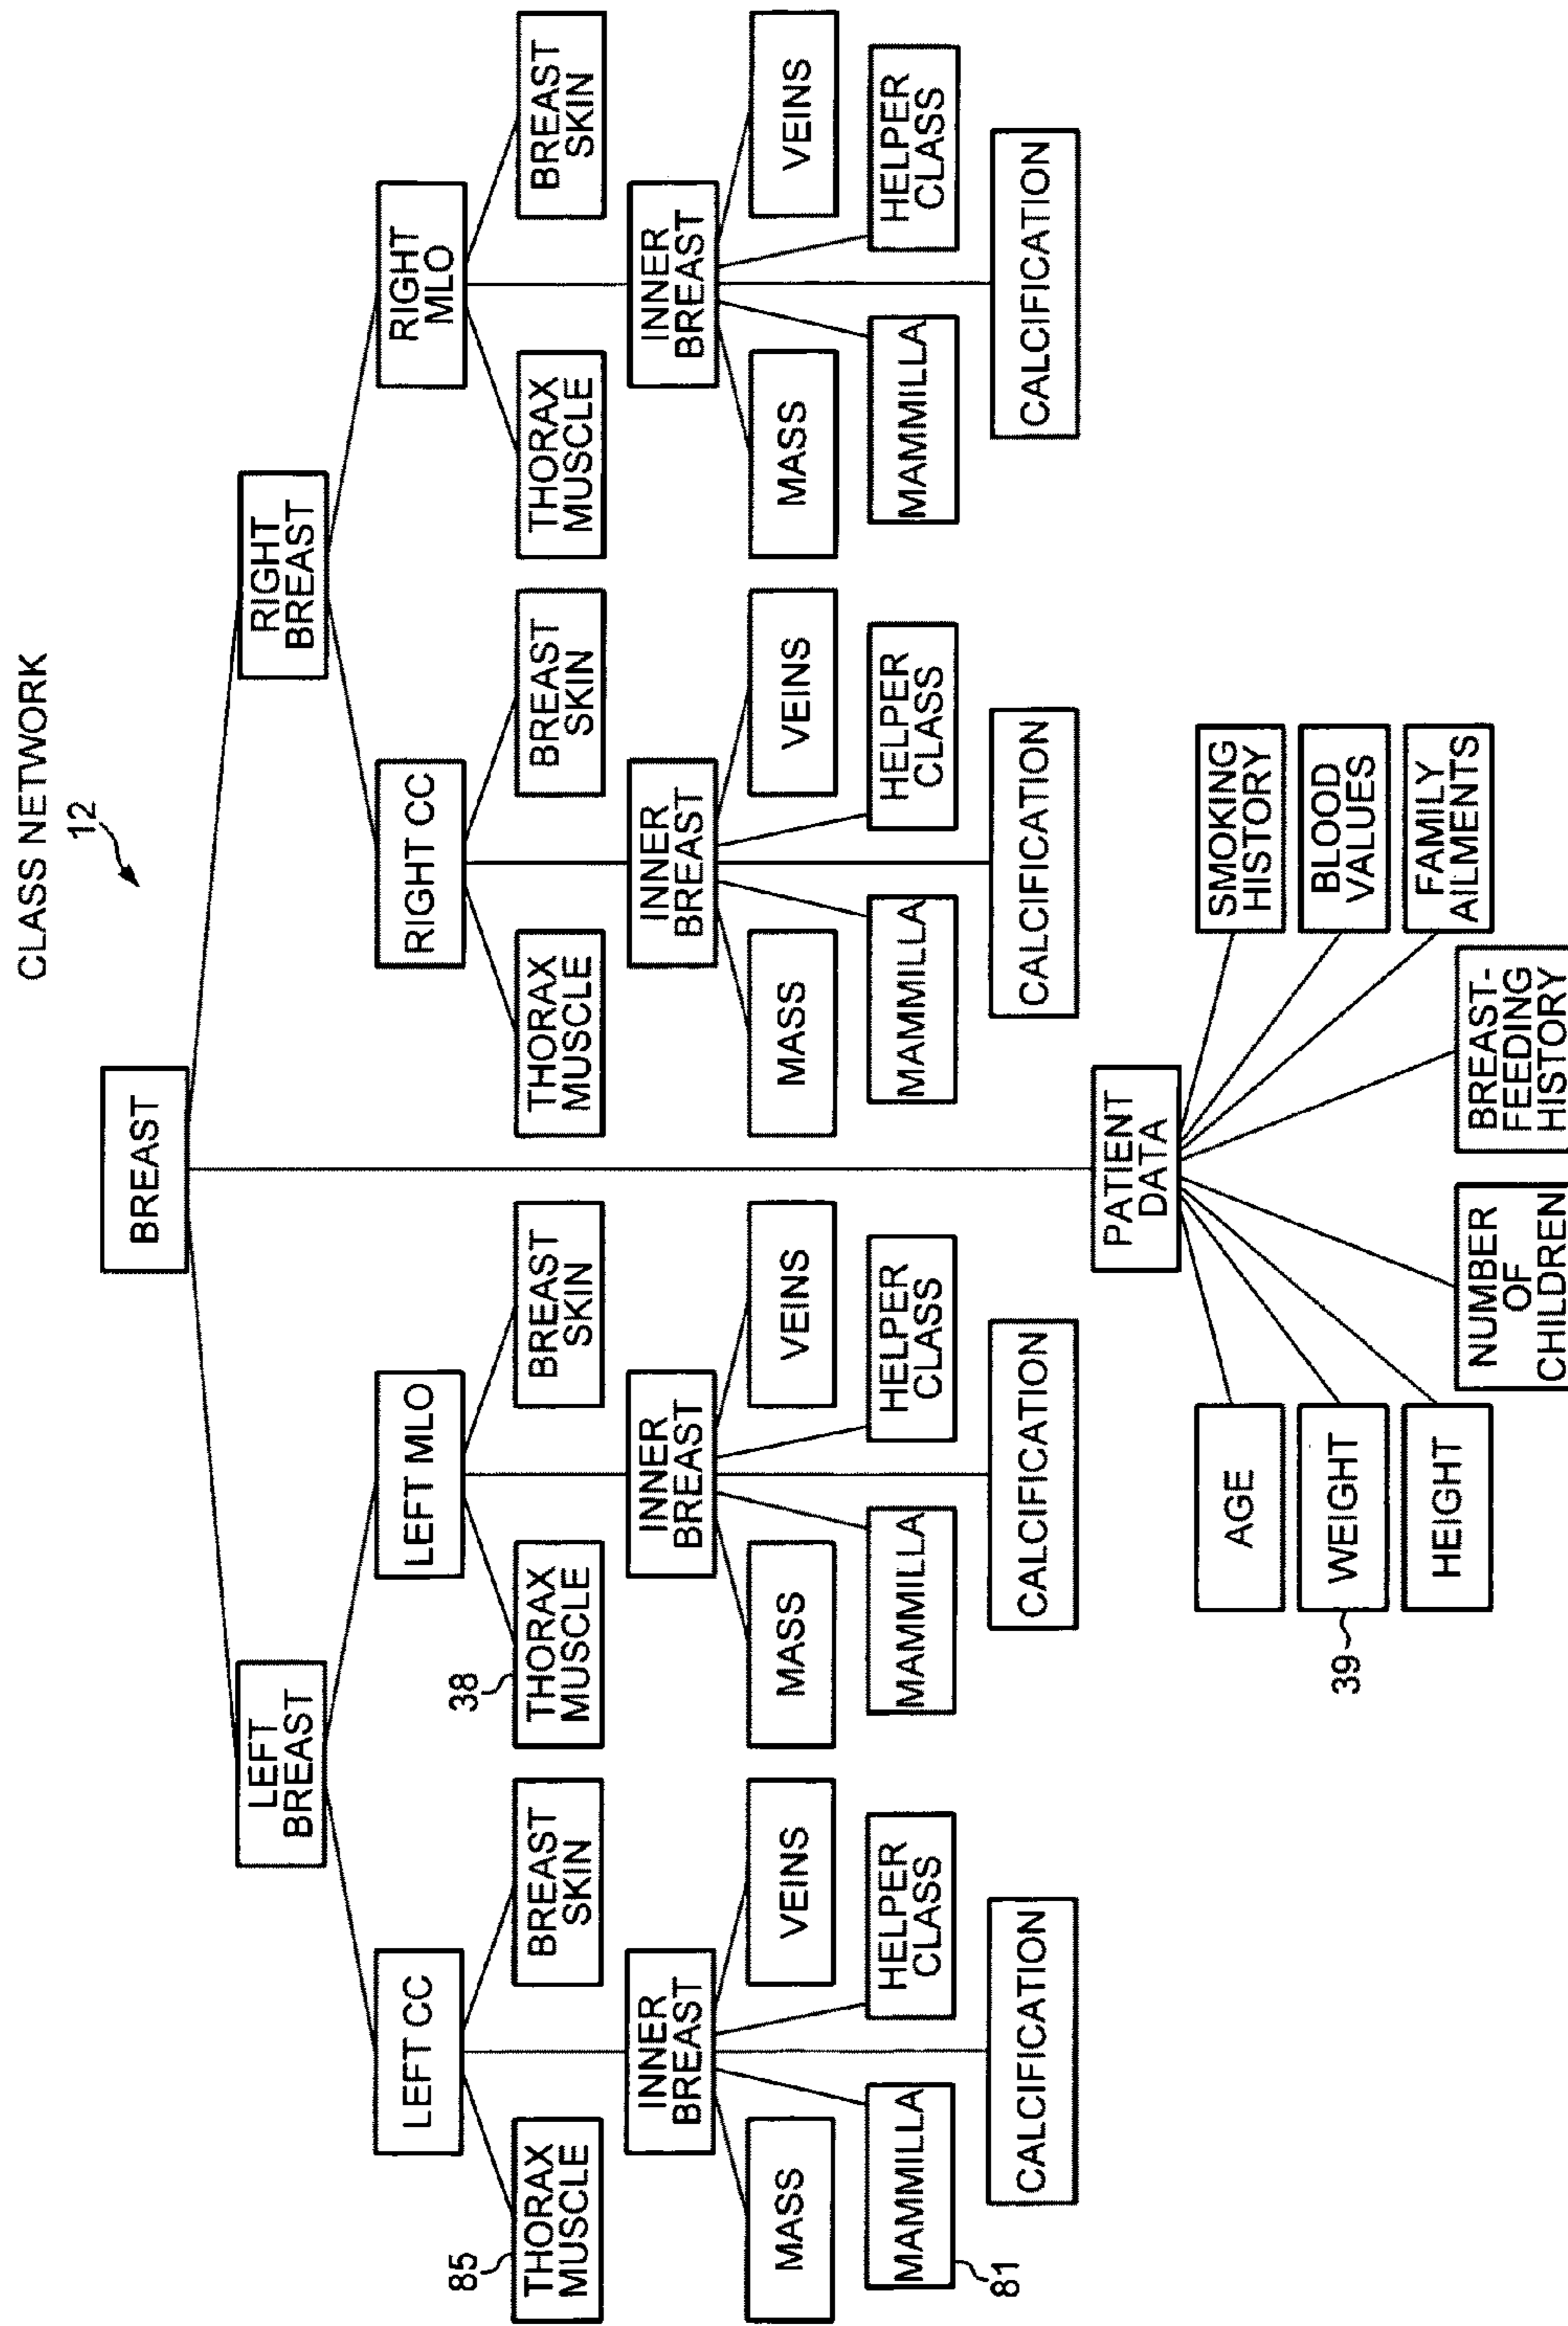 CLASS NETWORK
12
BREAST
LEFT
BREAST
RIGHT
BREAST
LEFT CC
LEFT MLO
RIGHT CC
RIGHT
MLO
85
THORAX
MUSCLE
BREAST
SKIN
38
THORAX
MUSCLE
BREAST
SKIN
THORAX
MUSCLE
BREAST
SKIN
THORAX
MUSCLE
BREAST
SKIN
INNER
BREAST
INNER
BREAST
INNER
BREAST
INNER
BREAST
MASS
VEINS
MASS
VEINS
MASS
VEINS
MASS
VEINS
MAMMILLA
81
HELPER
CLASS
MAMMILLA
HELPER
CLASS
MAMMILLA
HELPER
CLASS
MAMMILLA
HELPER
CLASS
CALCIFICATION
CALCIFICATION
CALCIFICATION
CALCIFICATION
PATIENT
DATA
AGE
SMOKING
HISTORY
39
WEIGHT
BLOOD
VALUES
HEIGHT
FAMILY
AILMENTS
NUMBER
OF
CHILDREN
BREAST-
FEEDING
HISTORY